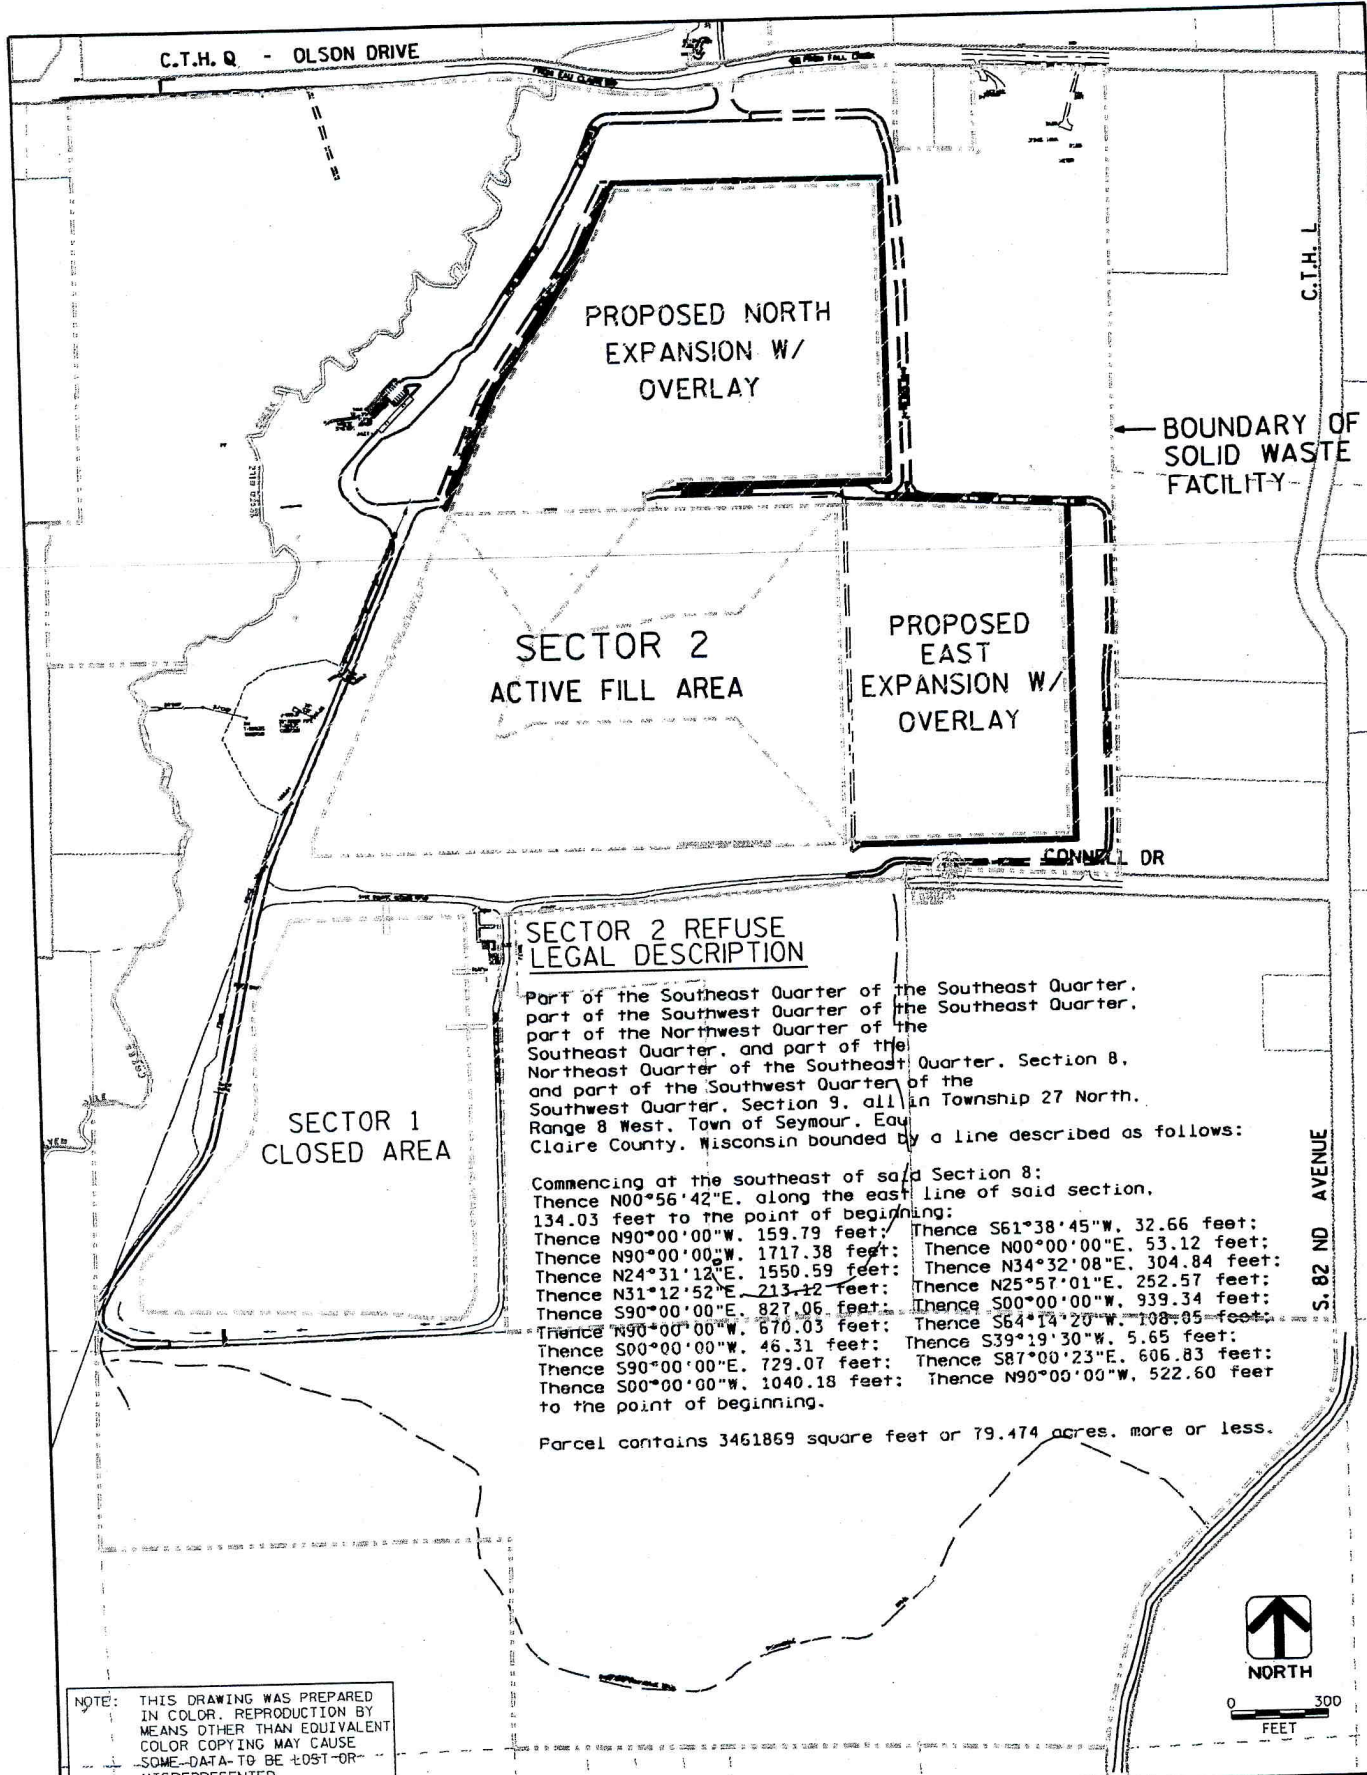 C.T.H. Q - OLSON DRIVE
PROPOSED NORTH
EXPANSION W/
OVERLAY
C.T.H. L
BOUNDARY OF
SOLID WASTE
FACILITY
SECTOR 2
ACTIVE FILL AREA
PROPOSED
EAST
EXPANSION W/
OVERLAY
CONNELL DR
SECTOR 2 REFUSE
LEGAL DESCRIPTION
Part of the Southeast Quarter of the Southeast Quarter,
part of the Southwest Quarter of the Southeast Quarter,
part of the Northwest Quarter of the
Southeast Quarter, and part of the
Northeast Quarter of the Southeast Quarter, Section 8,
and part of the Southwest Quarter of the
Southwest Quarter, Section 9, all in Township 27 North,
Range 8 West, Town of Seymour, Eau
Claire County, Wisconsin bounded by a line described as follows:
Commencing at the southeast of said Section 8;
Thence N00°56'42"E, along the east line of said section,
134.03 feet to the point of beginning;
Thence N90°00'00"W, 159.79 feet; Thence S61°38'45"W, 32.66 feet;
Thence N90°00'00"W, 1717.38 feet; Thence N00°00'00"E, 53.12 feet;
Thence N24°31'12"E, 1550.59 feet; Thence N34°32'08"E, 304.84 feet;
Thence N31°12'52"E, 213.12 feet; Thence N25°57'01"E, 252.57 feet;
Thence S90°00'00"E, 827.06 feet; Thence S00°00'00"W, 939.34 feet;
Thence N90°00'00"W, 670.03 feet; Thence S64°14'20"W, 108.05 feet;
Thence S00°00'00"W, 46.31 feet; Thence S39°19'30"W, 5.65 feet;
Thence S90°00'00"E, 729.07 feet; Thence S87°00'23"E, 606.83 feet;
Thence S00°00'00"W, 1040.18 feet; Thence N90°00'00"W, 522.60 feet
to the point of beginning.
Parcel contains 3461869 square feet or 79.474 acres, more or less.
SECTOR 1
CLOSED AREA
S. 82 ND AVENUE
NORTH
0 300
FEET
NOTE: THIS DRAWING WAS PREPARED
IN COLOR. REPRODUCTION BY
MEANS OTHER THAN EQUIVALENT
COLOR COPYING MAY CAUSE
SOME DATA TO BE LOST OR